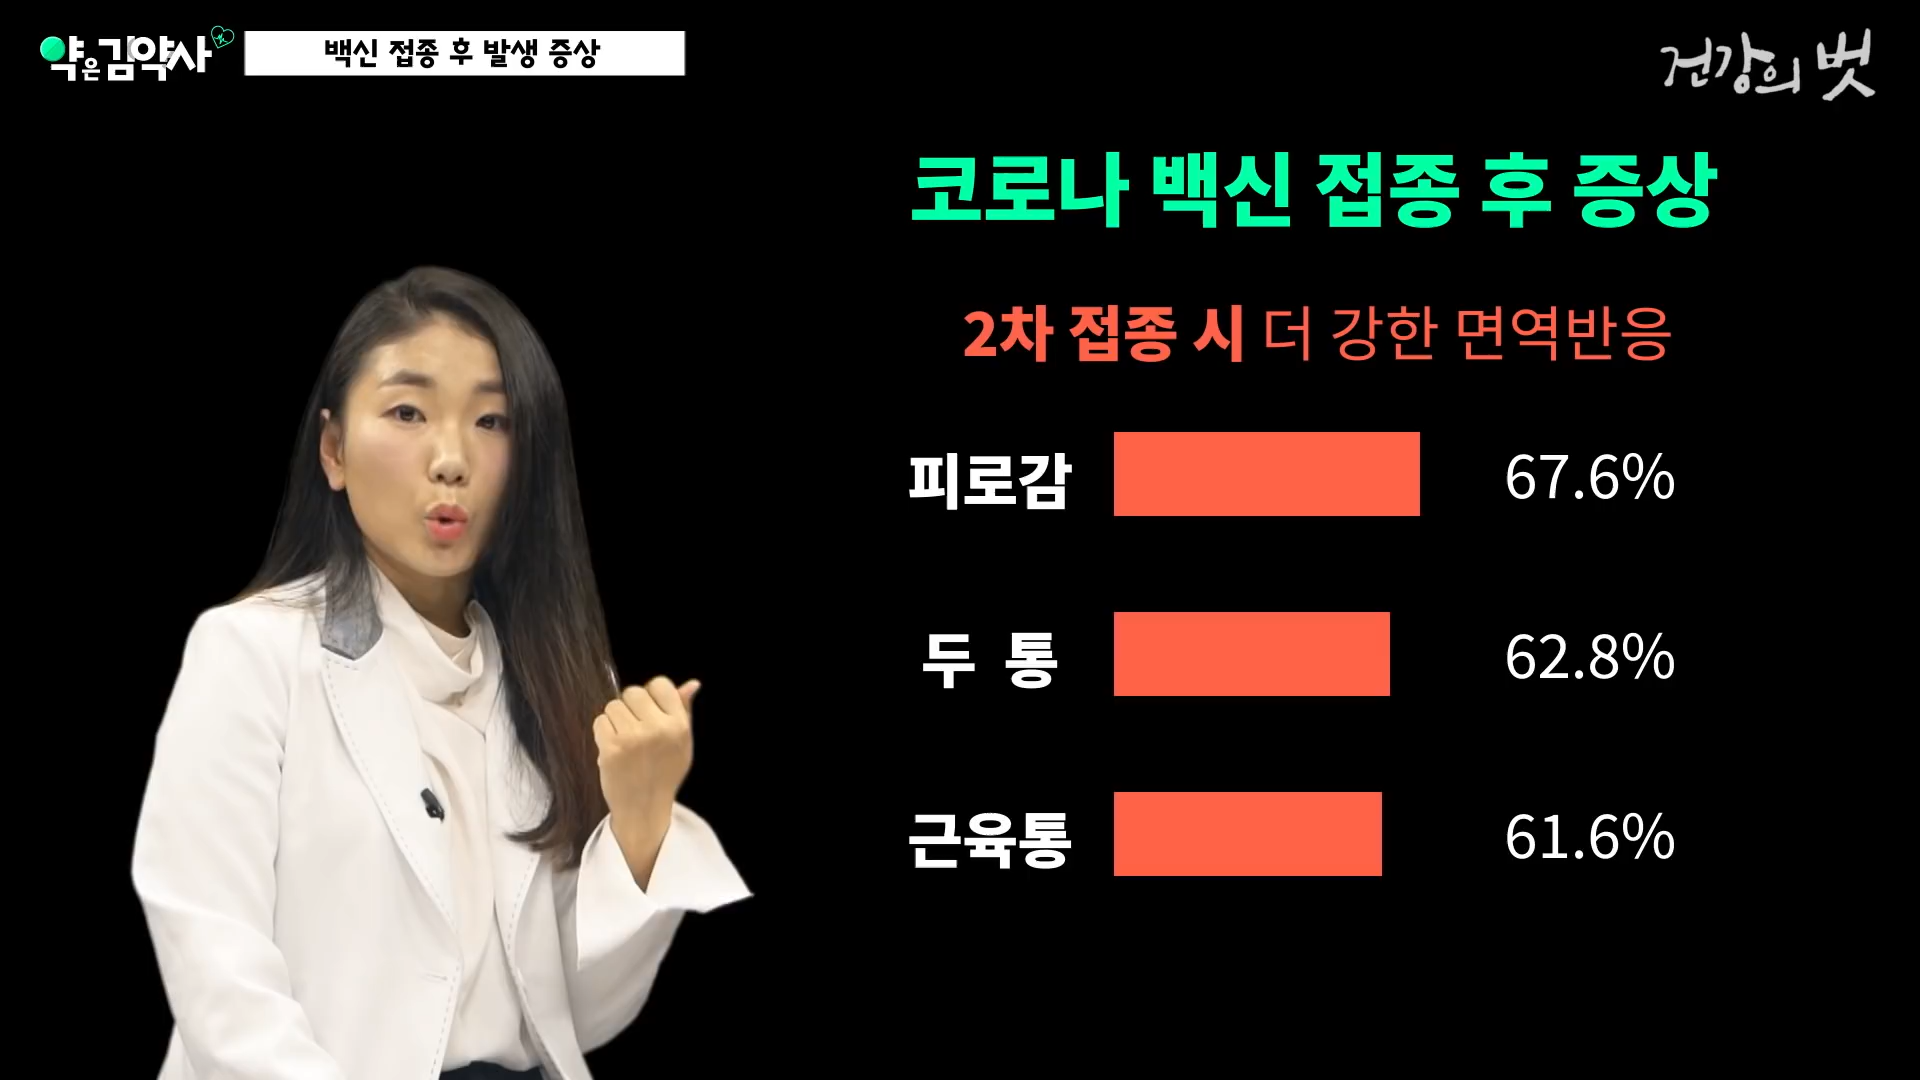 약은 김약사
백신 접종 후 발생 증상
건강의 벗
코로나 백신 접종 후 증상
2차 접종 시 더 강한 면역반응
피로감 67.6%
두 통 62.8%
근육통 61.6%